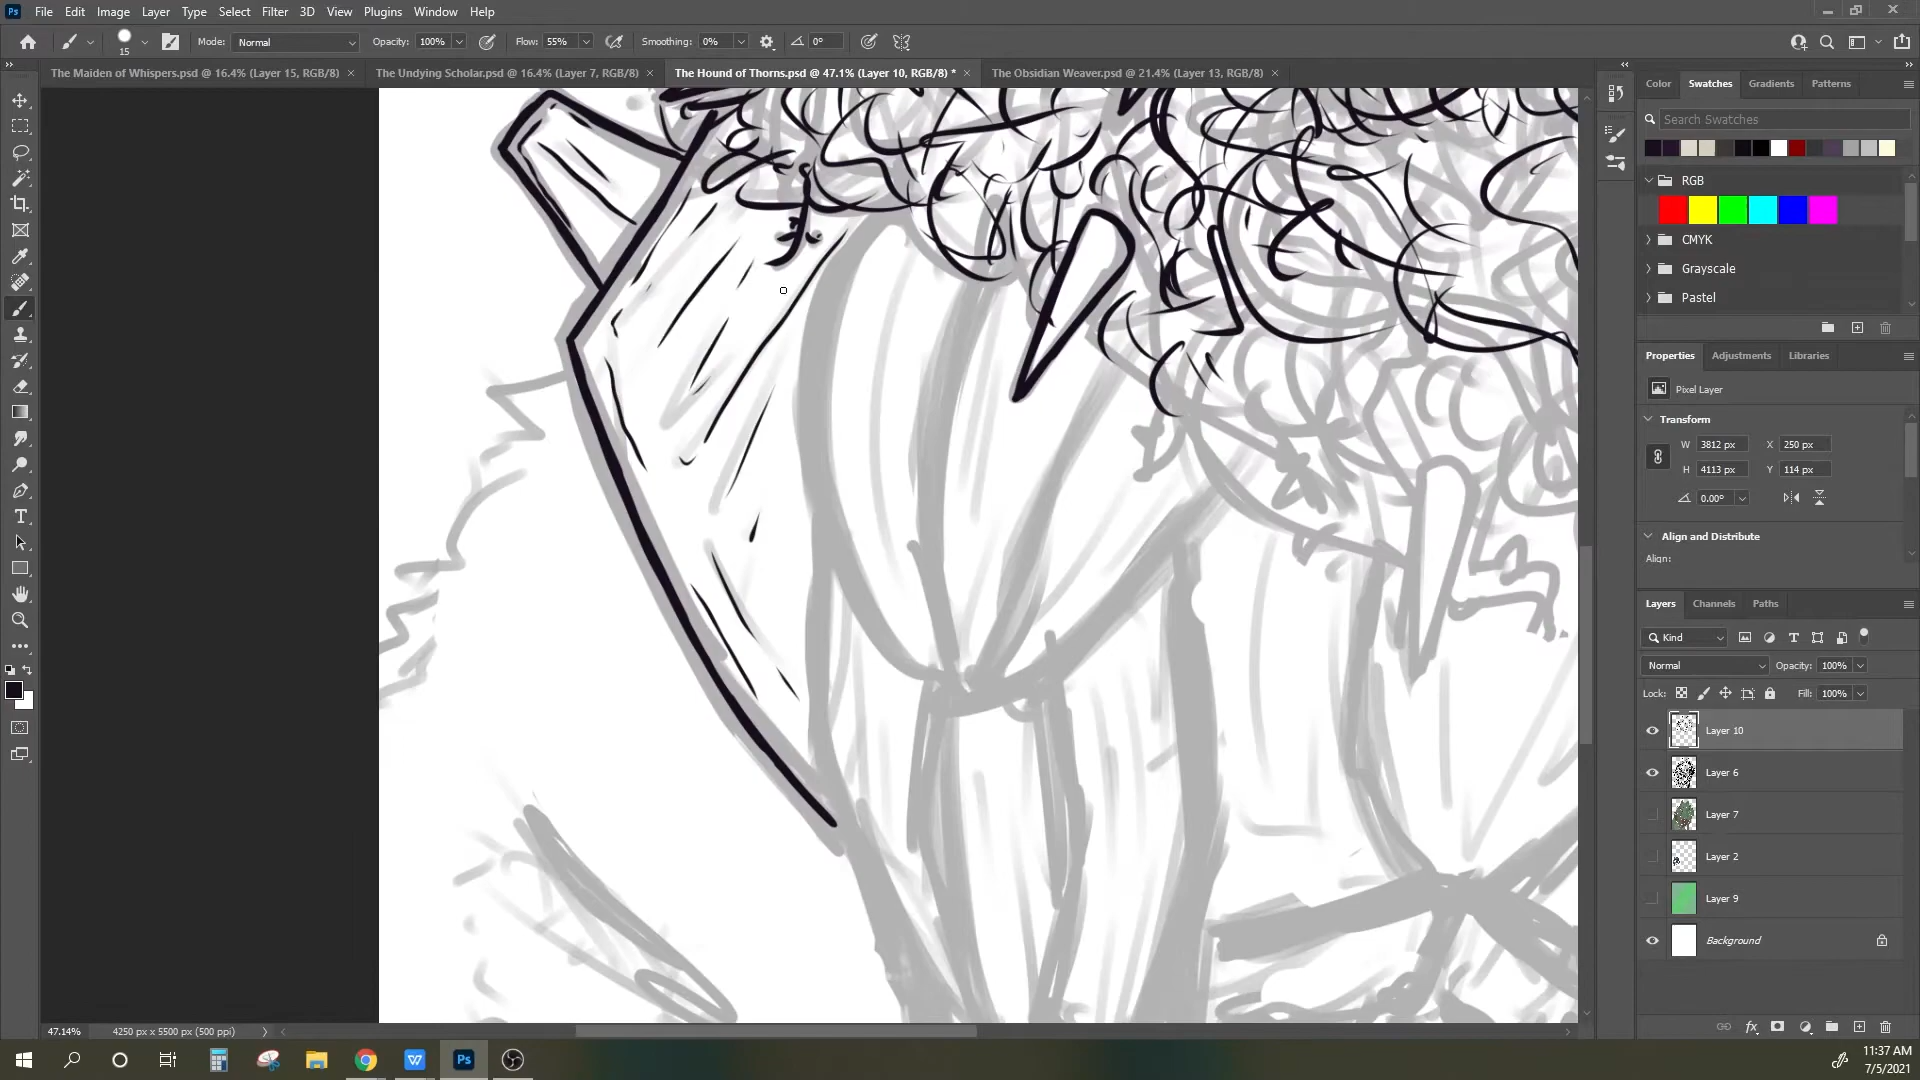 File Edit Image Layer Type Select Filter 3D View Plugins Window Help
15 Mode: Normal Opacity: 100% Flow: 55% Smoothing: 0% 0°
The Maiden of Whispers.psd @ 16.4% (Layer 15, RGB/8) The Undying Scholar.psd @ 16.4% (Layer 7, RGB/8) The Hound of Thorns.psd @ 47.1% (Layer 10, RGB/8) * The Obsidian Weaver.psd @ 21.4% (Layer 13, RGB/8)
Color Swatches Gradients Patterns
Search Swatches
RGB
CMYK
Grayscale
Pastel
Properties Adjustments Libraries
Pixel Layer
Transform
W 3812 px X 250 px
H 4113 px Y 114 px
0.00°
Align and Distribute
Align:
Layers Channels Paths
Kind
Normal Opacity: 100%
Lock: Fill: 100%
Layer 10
Layer 6
Layer 7
Layer 2
Layer 9
Background
47.14% 4250 px x 5500 px (500 ppi)
11:37 AM
7/5/2021